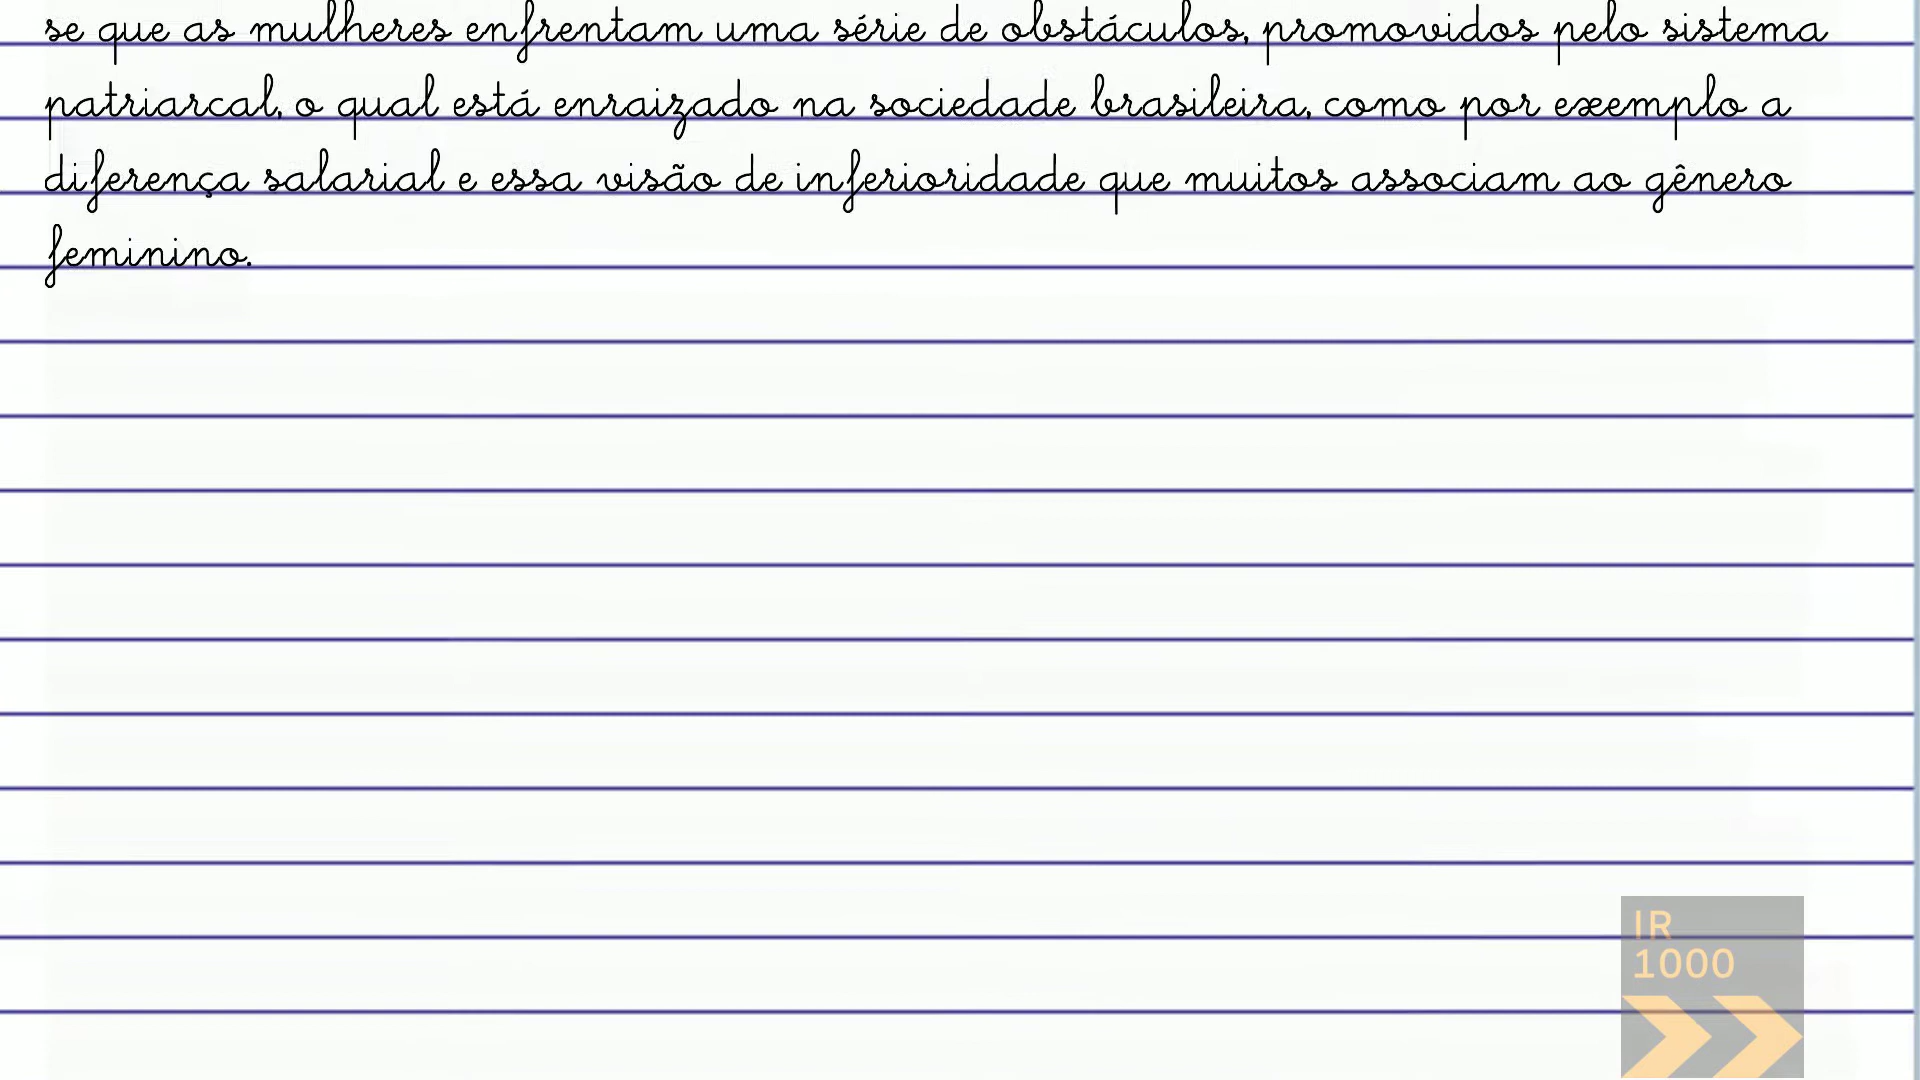 se que as mulheres enfrentam uma série de obstáculos, promovidos pelo sistema
patriarcal, o qual está enraizado na sociedade brasileira, como por exemplo a
diferença salarial e essa visão de inferioridade que muitos associam ao gênero
feminino.
IR
1000